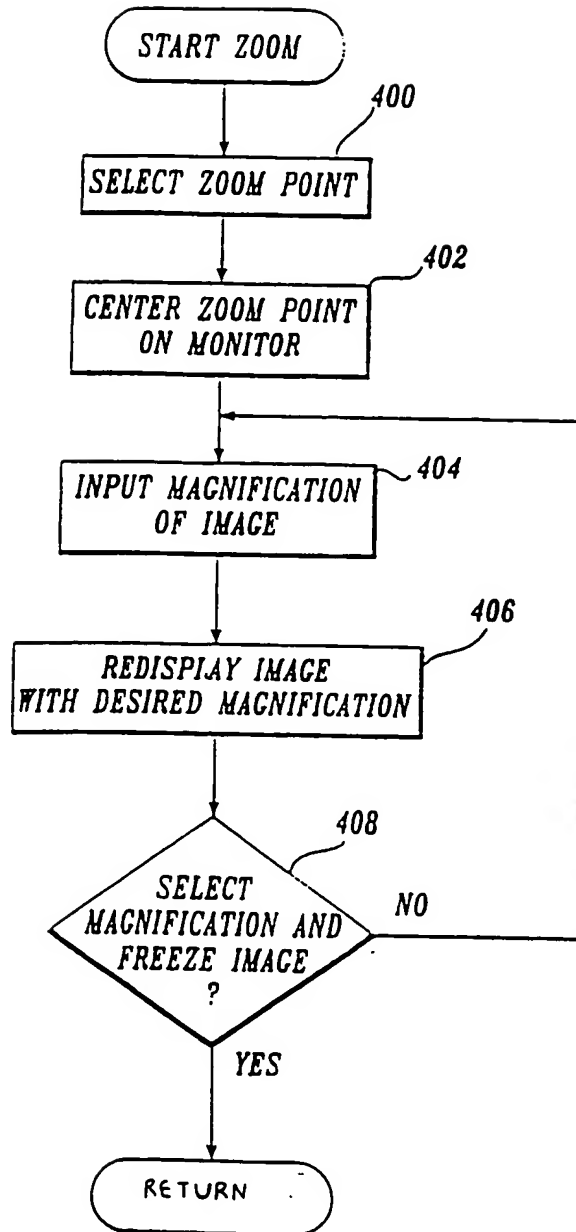 START ZOOM
400
SELECT ZOOM POINT
402
CENTER ZOOM POINT
ON MONITOR
404
INPUT MAGNIFICATION
OF IMAGE
406
REDISPLAY IMAGE
WITH DESIRED MAGNIFICATION
408
SELECT
MAGNIFICATION AND
FREEZE IMAGE
?
NO
YES
RETURN